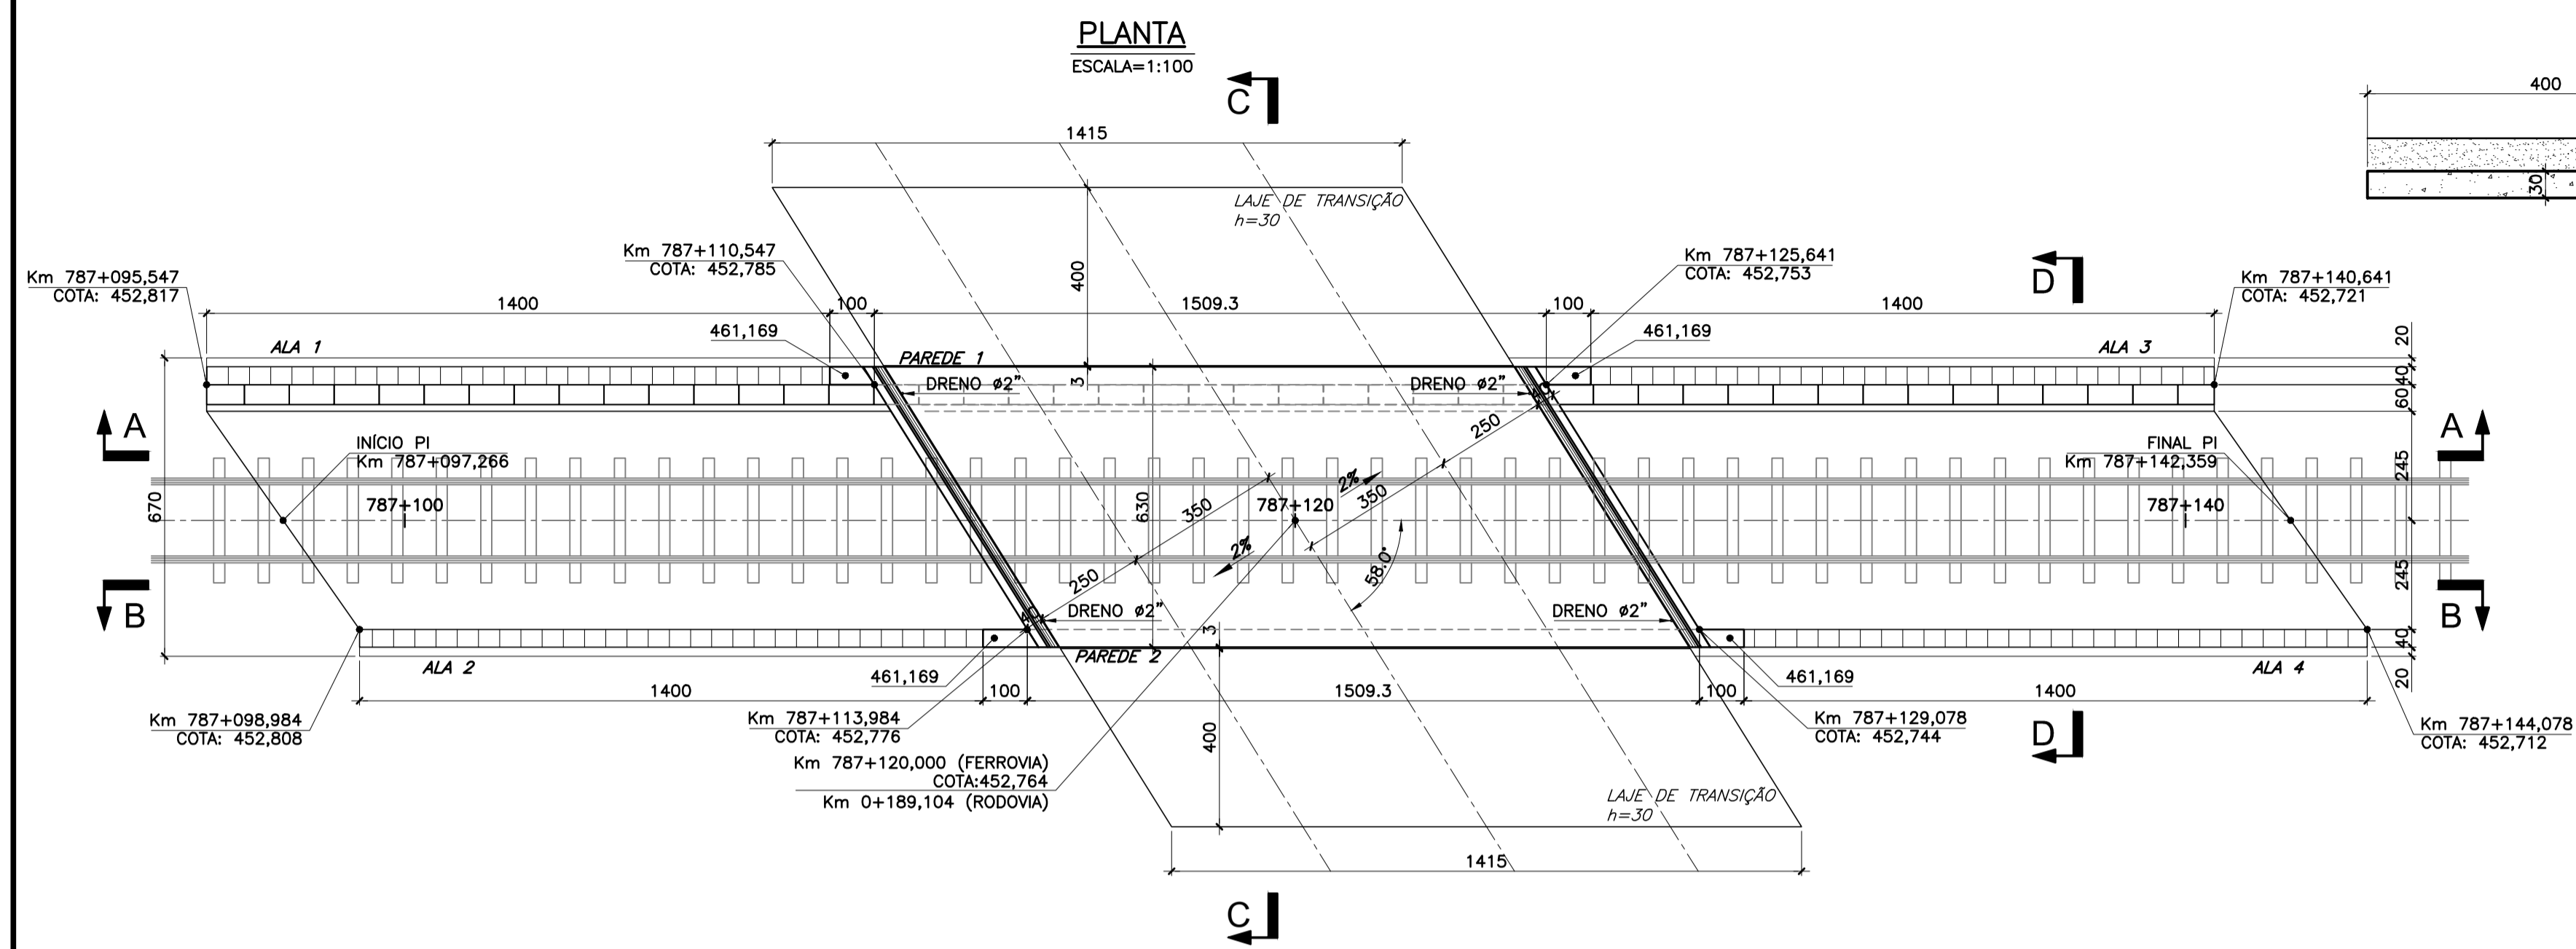 PLANTA
ESCALA=1:100
C
1415
400
30
LAJE DE TRANSIÇÃO
h=30
Km 787+110,547
COTA: 452,785
Km 787+125,641
COTA: 452,753
Km 787+095,547
COTA: 452,817
400
D
Km 787+140,641
COTA: 452,721
1400
100
1509.3
100
1400
461,169
461,169
20
ALA 1
PAREDE 1
ALA 3
3
40
DRENO ø2"
DRENO ø2"
60
A
250
A
INÍCIO PI
Km 787+097,266
FINAL PI
Km 787+142,359
245
2%
350
670
787+100
630
350
787+120
787+140
2%
58.0°
245
250
B
DRENO ø2"
DRENO ø2"
B
3
40
PAREDE 2
ALA 2
461,169
461,169
ALA 4
20
1400
100
1509.3
100
1400
Km 787+098,984
COTA: 452,808
Km 787+113,984
COTA: 452,776
400
Km 787+129,078
COTA: 452,744
D
Km 787+144,078
COTA: 452,712
Km 787+120,000 (FERROVIA)
COTA:452,764
Km 0+189,104 (RODOVIA)
LAJE DE TRANSIÇÃO
h=30
1415
C